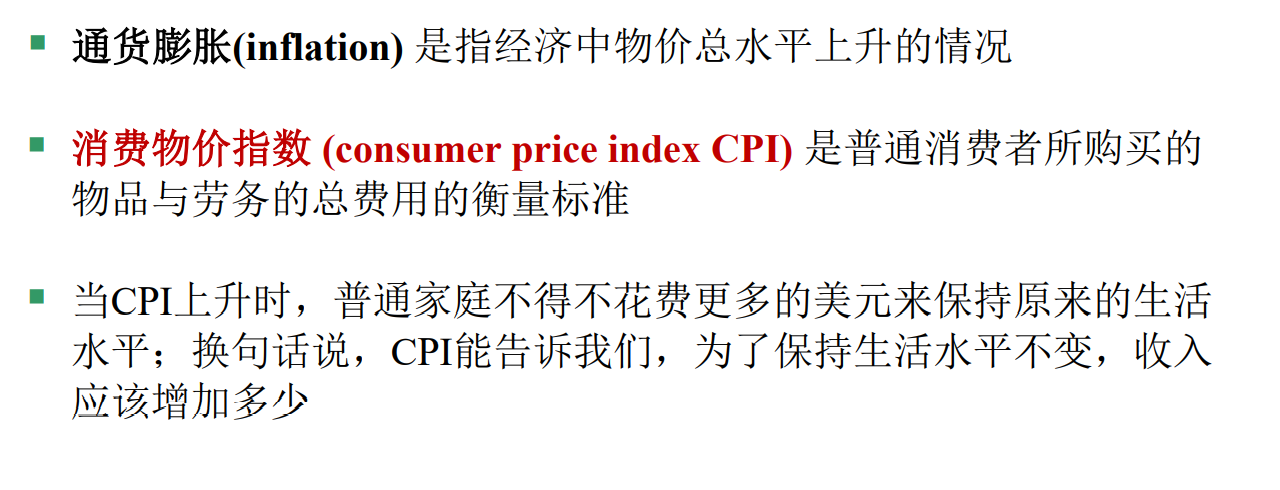 ▪ 通货膨胀(inflation) 是指经济中物价总水平上升的情况
▪ 消费物价指数 (consumer price index CPI) 是普通消费者所购买的
物品与劳务的总费用的衡量标准
▪ 当CPI上升时，普通家庭不得不花费更多的美元来保持原来的生活
水平；换句话说，CPI能告诉我们，为了保持生活水平不变，收入
应该增加多少